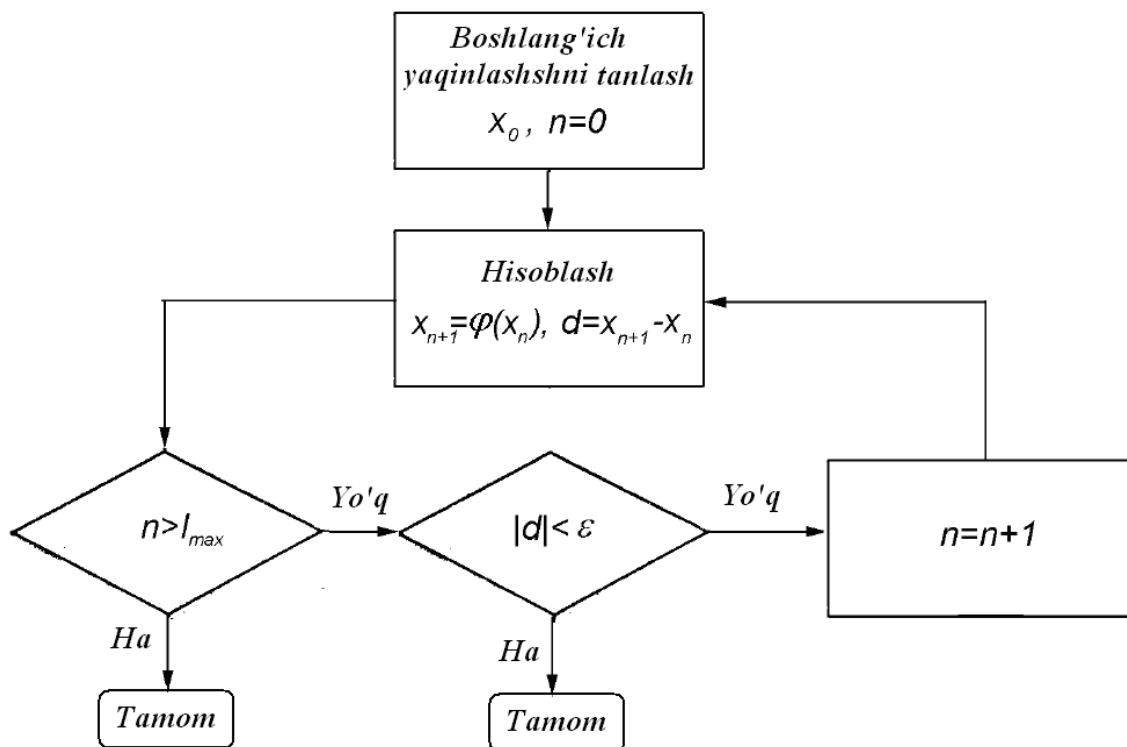 Boshlang'ich
yaqinlashshni tanlash
x₀, n=0
Hisoblash
xₙ₊₁=φ(xₙ), d=xₙ₊₁-xₙ
n>Iₘₐₓ
Yo'q
|d|< ε
Yo'q
n=n+1
Ha
Ha
Tamom
Tamom